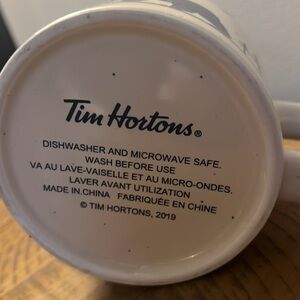 Tim Hortons®
DISHWASHER AND MICROWAVE SAFE.
WASH BEFORE USE
VA AU LAVE-VAISELLE ET AU MICRO-ONDES.
LAVER AVANT UTILIZATION
MADE IN.CHINA FABRIQUÉE EN CHINE
© TIM HORTONS, 2019